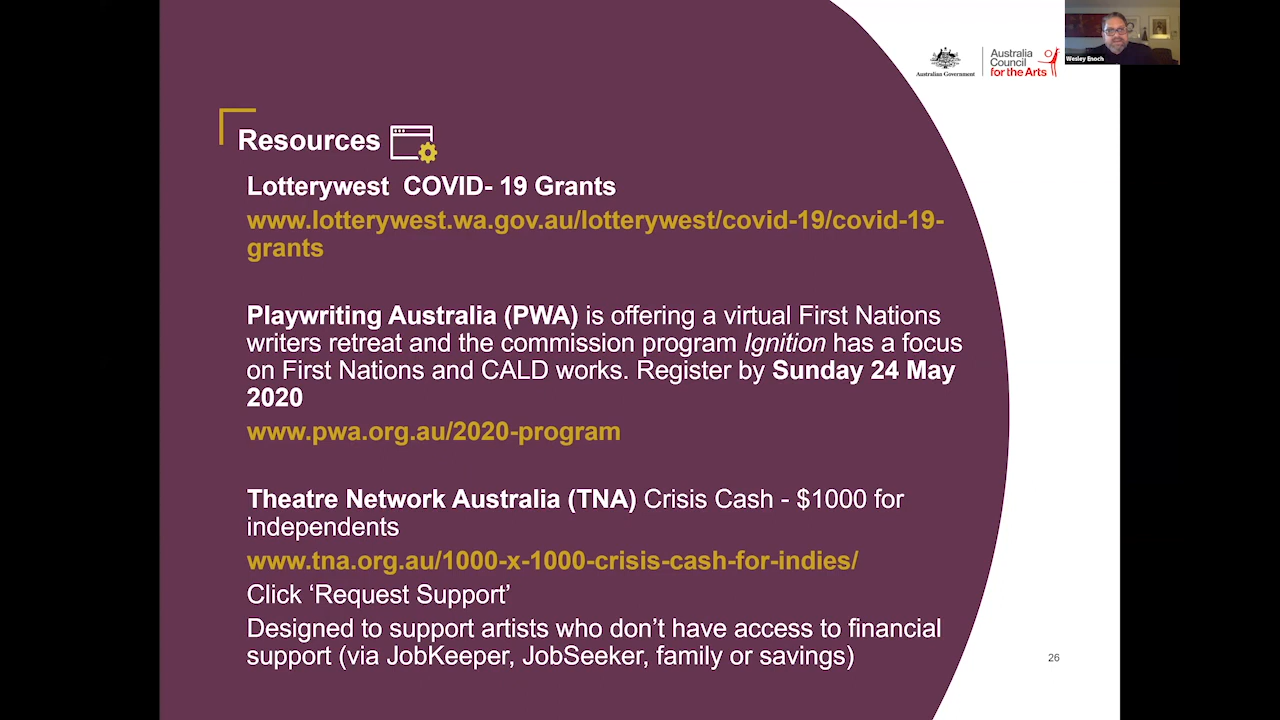 Australian Government
Australia
Council
for the Arts
Wesley Enoch
Resources
Lotterywest COVID- 19 Grants
www.lotterywest.wa.gov.au/lotterywest/covid-19/covid-19-
grants
Playwriting Australia (PWA) is offering a virtual First Nations
writers retreat and the commission program Ignition has a focus
on First Nations and CALD works. Register by Sunday 24 May
2020
www.pwa.org.au/2020-program
Theatre Network Australia (TNA) Crisis Cash - $1000 for
independents
www.tna.org.au/1000-x-1000-crisis-cash-for-indies/
Click ‘Request Support’
Designed to support artists who don’t have access to financial
support (via JobKeeper, JobSeeker, family or savings)
26